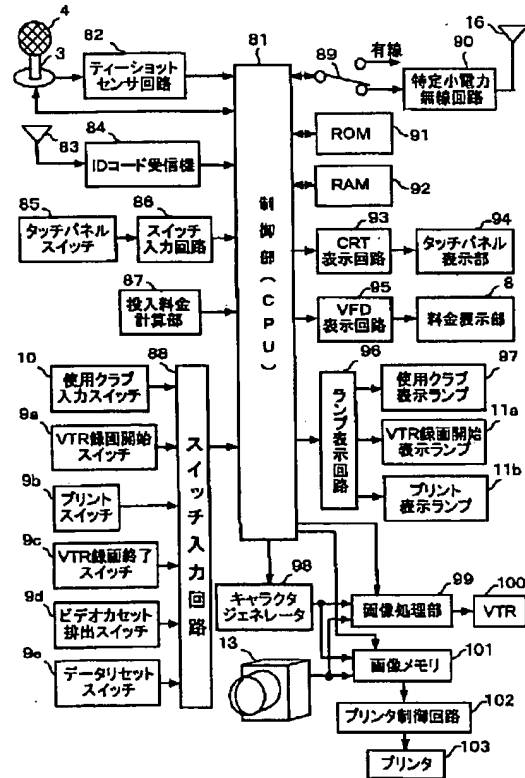 4
3
82
ティーショット
センサ回路
83
84
IDコード受信機
85
タッチパネル
スイッチ
86
スイッチ
入力回路
87
投入料金
計算部
10
使用クラブ
入力スイッチ
9a
VTR録画開始
スイッチ
9b
プリント
スイッチ
9c
VTR録画終了
スイッチ
9d
ビデオカセット
排出スイッチ
9e
データリセット
スイッチ
88
スイッチ入力回路
81
制御部(CPU)
89
有線
90
特定小電力
無線回路
16
ROM
91
RAM
92
93
CRT
表示回路
94
タッチパネル
表示部
95
VFD
表示回路
8
料金表示部
96
ランプ表示回路
97
使用クラブ
表示ランプ
11a
VTR録画開始
表示ランプ
11b
プリント
表示ランプ
98
キャラクタ
ジェネレータ
99
画像処理部
100
VTR
13
101
画像メモリ
102
プリンタ制御回路
103
プリンタ